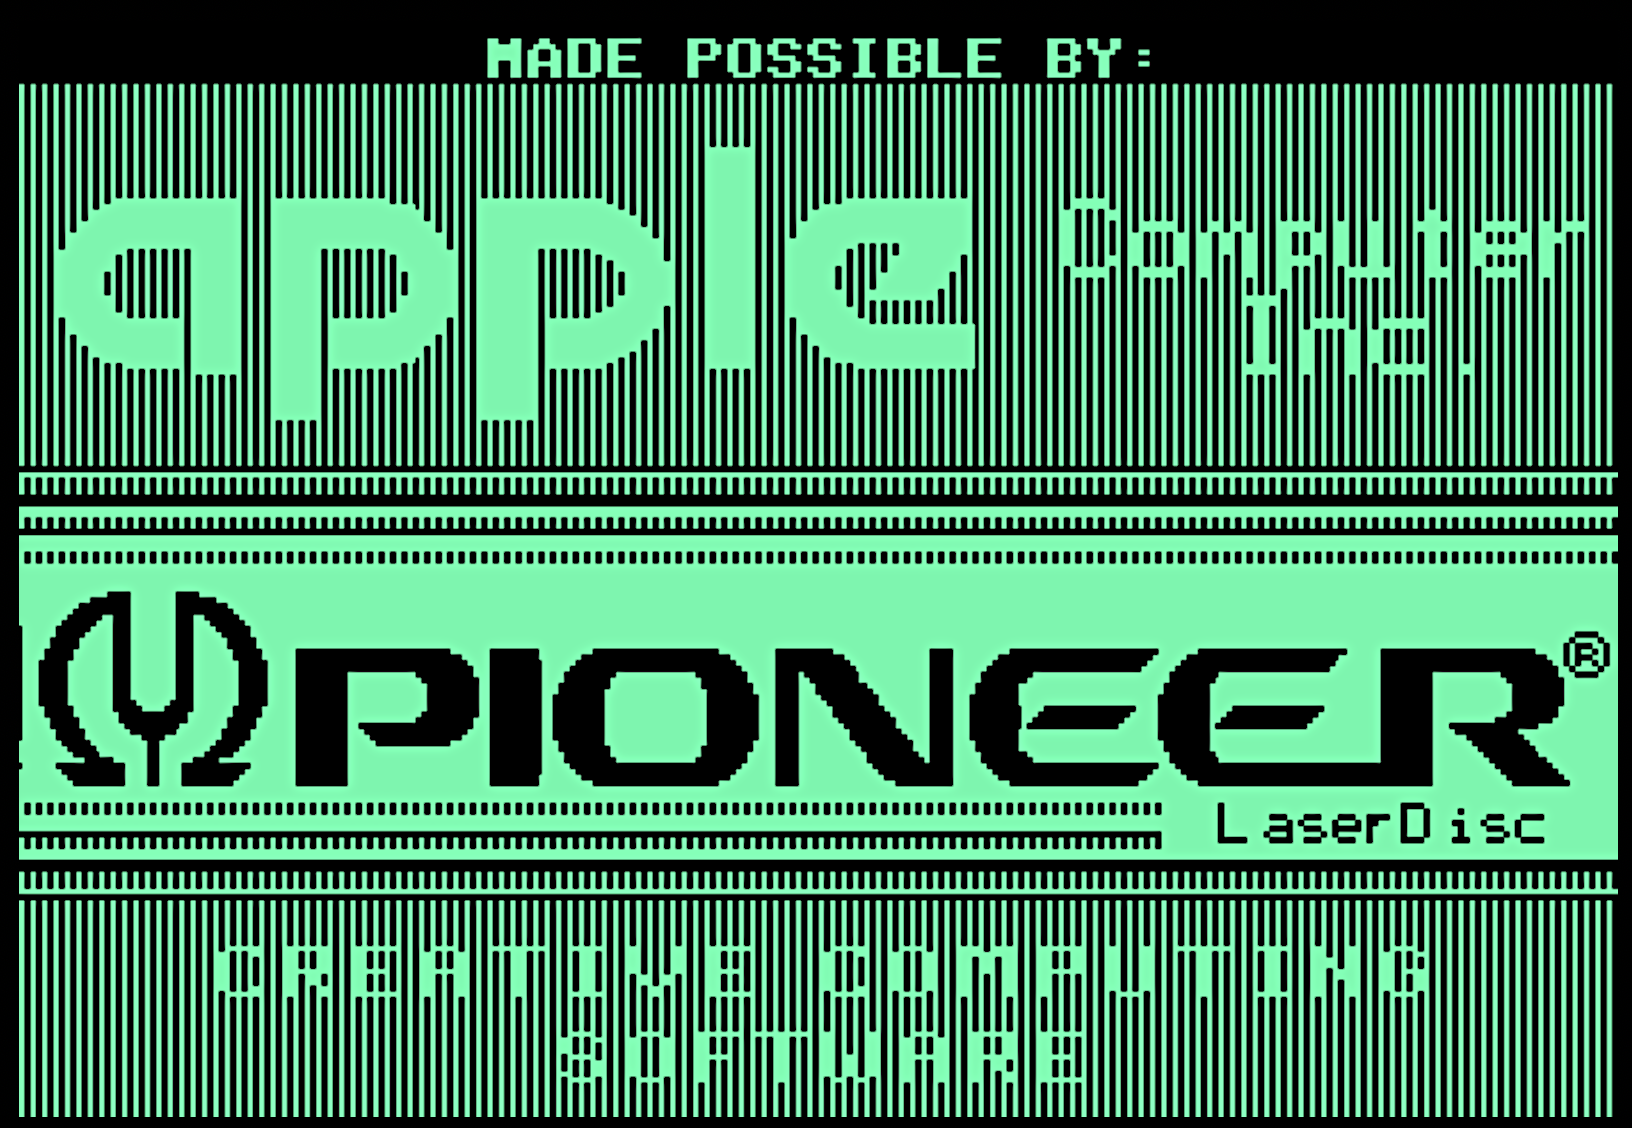 MADE POSSIBLE BY:
apple Computer
Inc.
PIONEER®
LaserDisc
CREATIVE COMPUTING
SOFTWARE